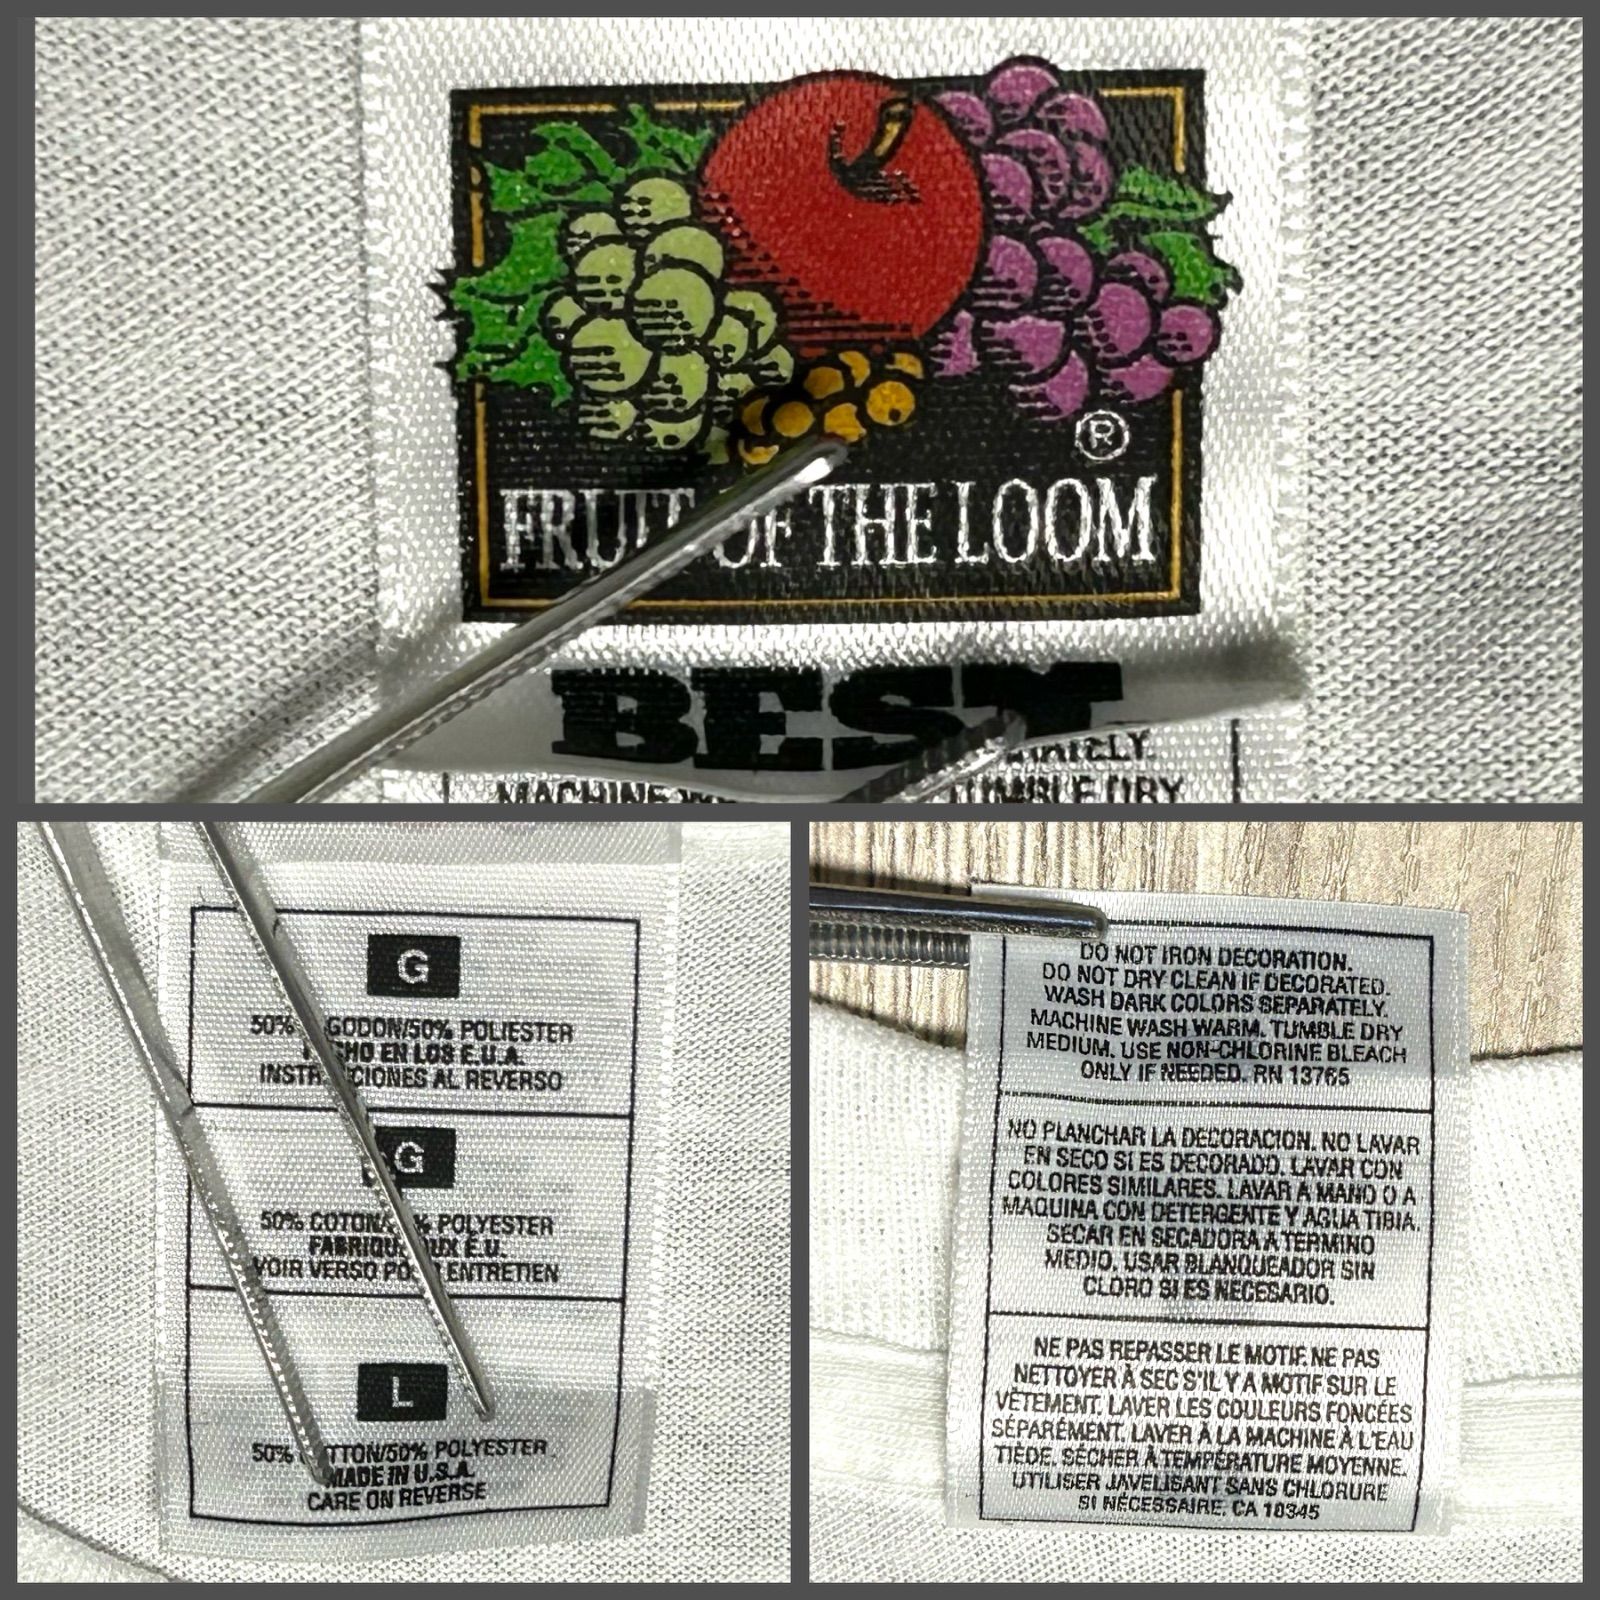 ®
FRUIT OF THE LOOM
BEST
TUMBLE DRY
G
50% POLIESTER
EN LOS E.U.A.
AL REVERSO
G
50% POLYESTER
É.U.
VOIR VERSO ENTRETIEN
L
50% POLYESTER
MADE IN U.S.A.
CARE ON REVERSE
DO NOT IRON DECORATION.
DO NOT DRY CLEAN IF DECORATED.
WASH DARK COLORS SEPARATELY.
MACHINE WASH WARM. TUMBLE DRY
MEDIUM. USE NON-CHLORINE BLEACH
ONLY IF NEEDED. RN 13765
NO PLANCHAR LA DECORACION. NO LAVAR
EN SECO SI ES DECORADO. LAVAR CON
COLORES SIMILARES. LAVAR A MANO O A
MAQUINA CON DETERGENTE Y AGUA TIBIA.
SECAR EN SECADORA A TERMINO
MEDIO. USAR BLANQUEADOR SIN
CLORO SI ES NECESARIO.
NE PAS REPASSER LE MOTIF. NE PAS
NETTOYER À SEC S'IL Y A MOTIF SUR LE
VÊTEMENT. LAVER LES COULEURS FONCÉES
SÉPARÉMENT. LAVER À LA MACHINE À L'EAU
TIÈDE. SÉCHER À TEMPÉRATURE MOYENNE.
UTILISER JAVELISANT SANS CHLORURE
SI NÉCESSAIRE. CA 10345